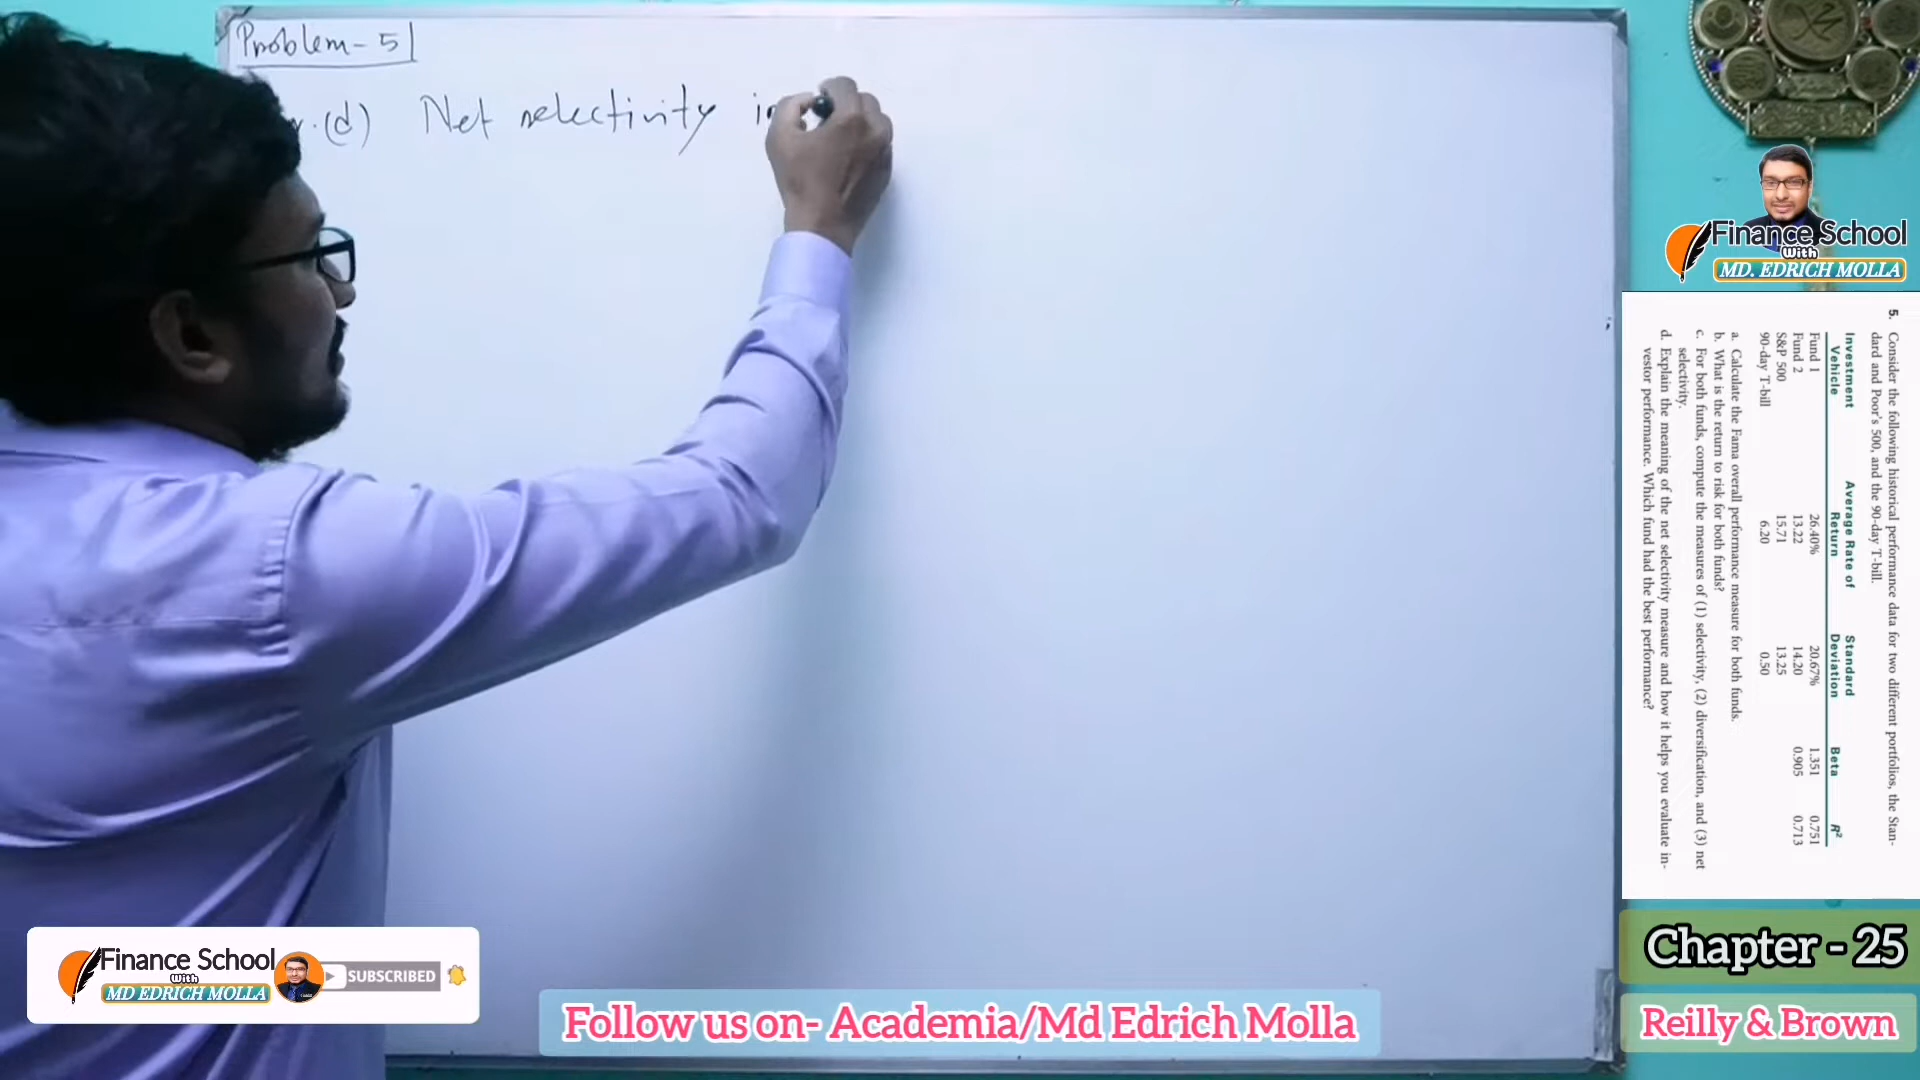 Problem - 5
(d) Net selectivity
Finance School
With
MD. EDRICH MOLLA
5. Consider the following historical performance data for two different portfolios, the Stan-
dard and Poor's 500, and the 90-day T-bill.
Investment Vehicle Average Rate of Return Standard Deviation Beta R²
Fund 1 26.40% 20.67% 1.351 0.751
Fund 2 13.22 14.20 0.905 0.713
S&P 500 15.71 13.25
90-day T-bill 6.20 0.50
a. Calculate the Fama overall performance measure for both funds.
b. What is the return to risk for both funds?
c. For both funds, compute the measures of (1) selectivity, (2) diversification, and (3) net
selectivity.
d. Explain the meaning of the net selectivity measure and how it helps you evaluate in-
vestor performance. Which fund had the best performance?
Chapter - 25
Reilly & Brown
Finance School
With
MD EDRICH MOLLA
SUBSCRIBED
Follow us on- Academia/Md Edrich Molla